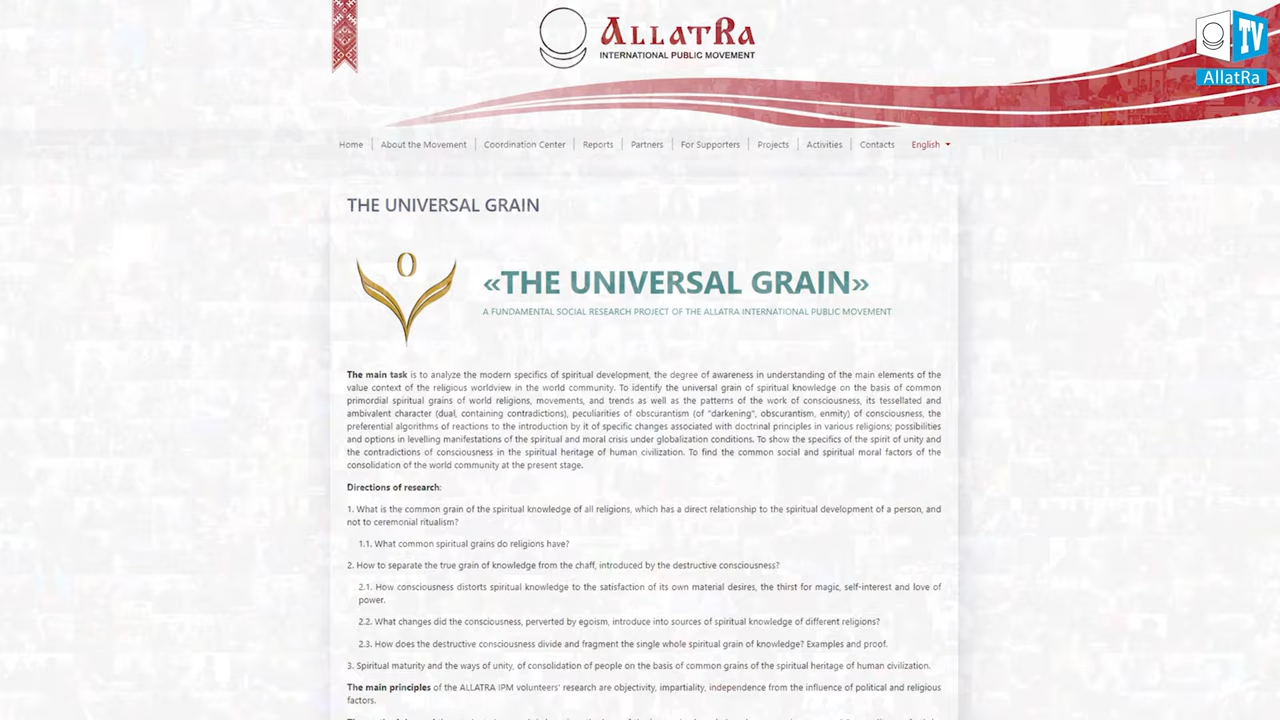 ALLATRA
INTERNATIONAL PUBLIC MOVEMENT
TV
AllatRa
Home About the Movement Coordination Center Reports Partners For Supporters Projects Activities Contacts English
THE UNIVERSAL GRAIN
«THE UNIVERSAL GRAIN»
A FUNDAMENTAL SOCIAL RESEARCH PROJECT OF THE ALLATRA INTERNATIONAL PUBLIC MOVEMENT
The main task is to analyze the modern specifics of spiritual development, the degree of awareness in understanding of the main elements of the
value context of the religious worldview in the world community. To identify the universal grain of spiritual knowledge on the basis of common
primordial spiritual grains of world religions, movements, and trends as well as the patterns of the work of consciousness, its tessellated and
ambivalent character (dual, containing contradictions), peculiarities of obscurantism (of "darkening", obscurantism, enmity) of consciousness, the
preferential algorithms of reactions to the introduction by it of specific changes associated with doctrinal principles in various religions; possibilities
and options in levelling manifestations of the spiritual and moral crisis under globalization conditions. To show the specifics of the spirit of unity and
the contradictions of consciousness in the spiritual heritage of human civilization. To find the common social and spiritual moral factors of the
consolidation of the world community at the present stage.
Directions of research:
1. What is the common grain of the spiritual knowledge of all religions, which has a direct relationship to the spiritual development of a person, and
not to ceremonial ritualism?
1.1. What common spiritual grains do religions have?
2. How to separate the true grain of knowledge from the chaff, introduced by the destructive consciousness?
2.1. How consciousness distorts spiritual knowledge to the satisfaction of its own material desires, the thirst for magic, self-interest and love of
power.
2.2. What changes did the consciousness, perverted by egoism, introduce into sources of spiritual knowledge of different religions?
2.3. How does the destructive consciousness divide and fragment the single whole spiritual grain of knowledge? Examples and proof.
3. Spiritual maturity and the ways of unity, of consolidation of people on the basis of common grains of the spiritual heritage of human civilization.
The main principles of the ALLATRA IPM volunteers' research are objectivity, impartiality, independence from the influence of political and religious
factors.